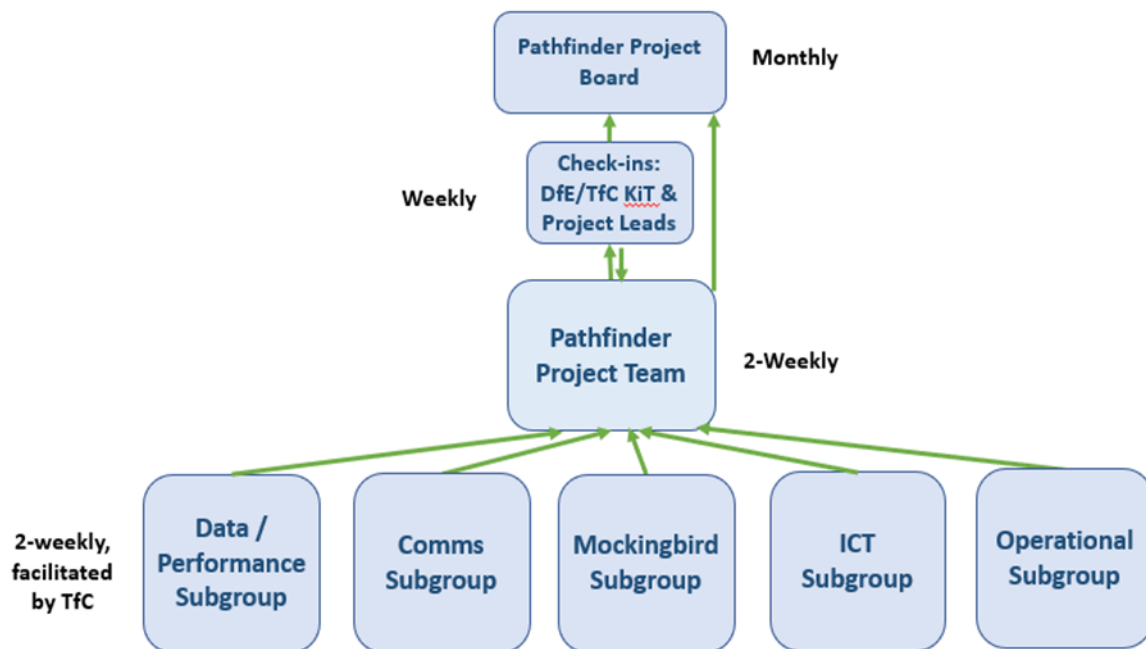 Pathfinder Project
Board
Monthly
Check-ins:
DfE/TfC KiT &
Project Leads
Weekly
Pathfinder
Project Team
2-Weekly
2-weekly,
facilitated
by TfC
Data /
Performance
Subgroup
Comms
Subgroup
Mockingbird
Subgroup
ICT
Subgroup
Operational
Subgroup